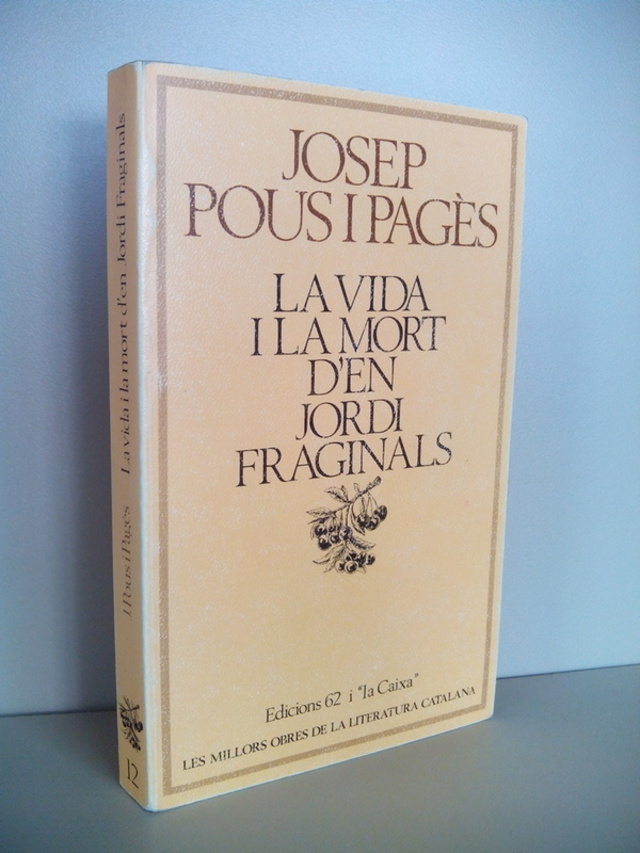 JOSEP
POUS I PAGÈS
LA VIDA
I LA MORT
D'EN
JORDI
FRAGINALS
Edicions 62 i "la Caixa"
LES MILLORS OBRES DE LA LITERATURA CATALANA
J. Pous i Pagès La vida i la mort d'en Jordi Fraginals
12